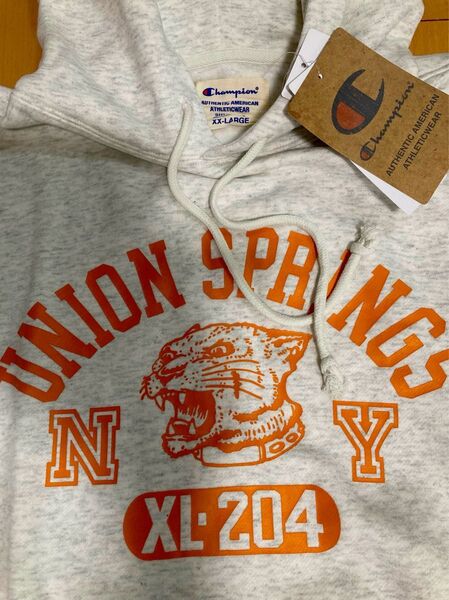 Champion
AUTHENTIC AMERICAN
ATHLETICWEAR
XX-LARGE
Champion
AUTHENTIC AMERICAN
ATHLETICWEAR
UNION SPRINGS
N Y
XL·204